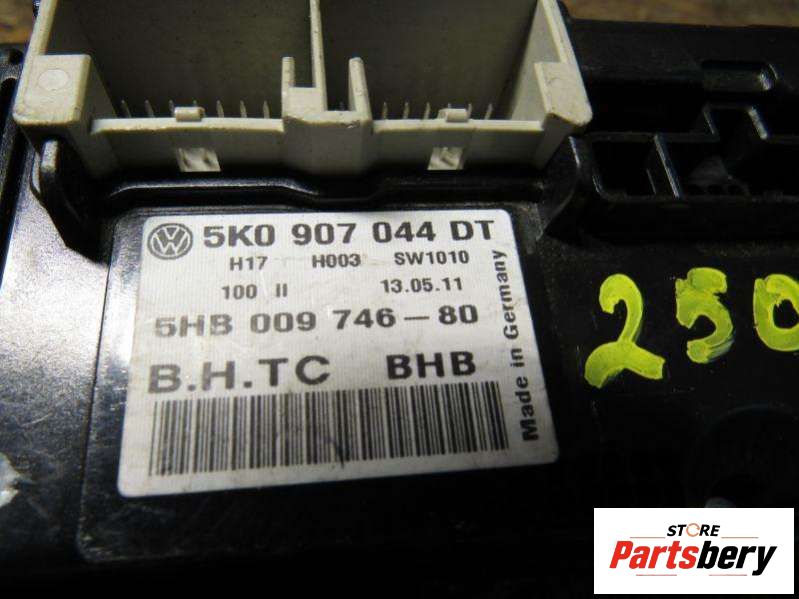 5K0 907 044 DT
H17 H003 SW1010
100 II 13.05.11
5HB 009 746-80
B.H.TC BHB
Made in Germany
250
STORE
Partsbery